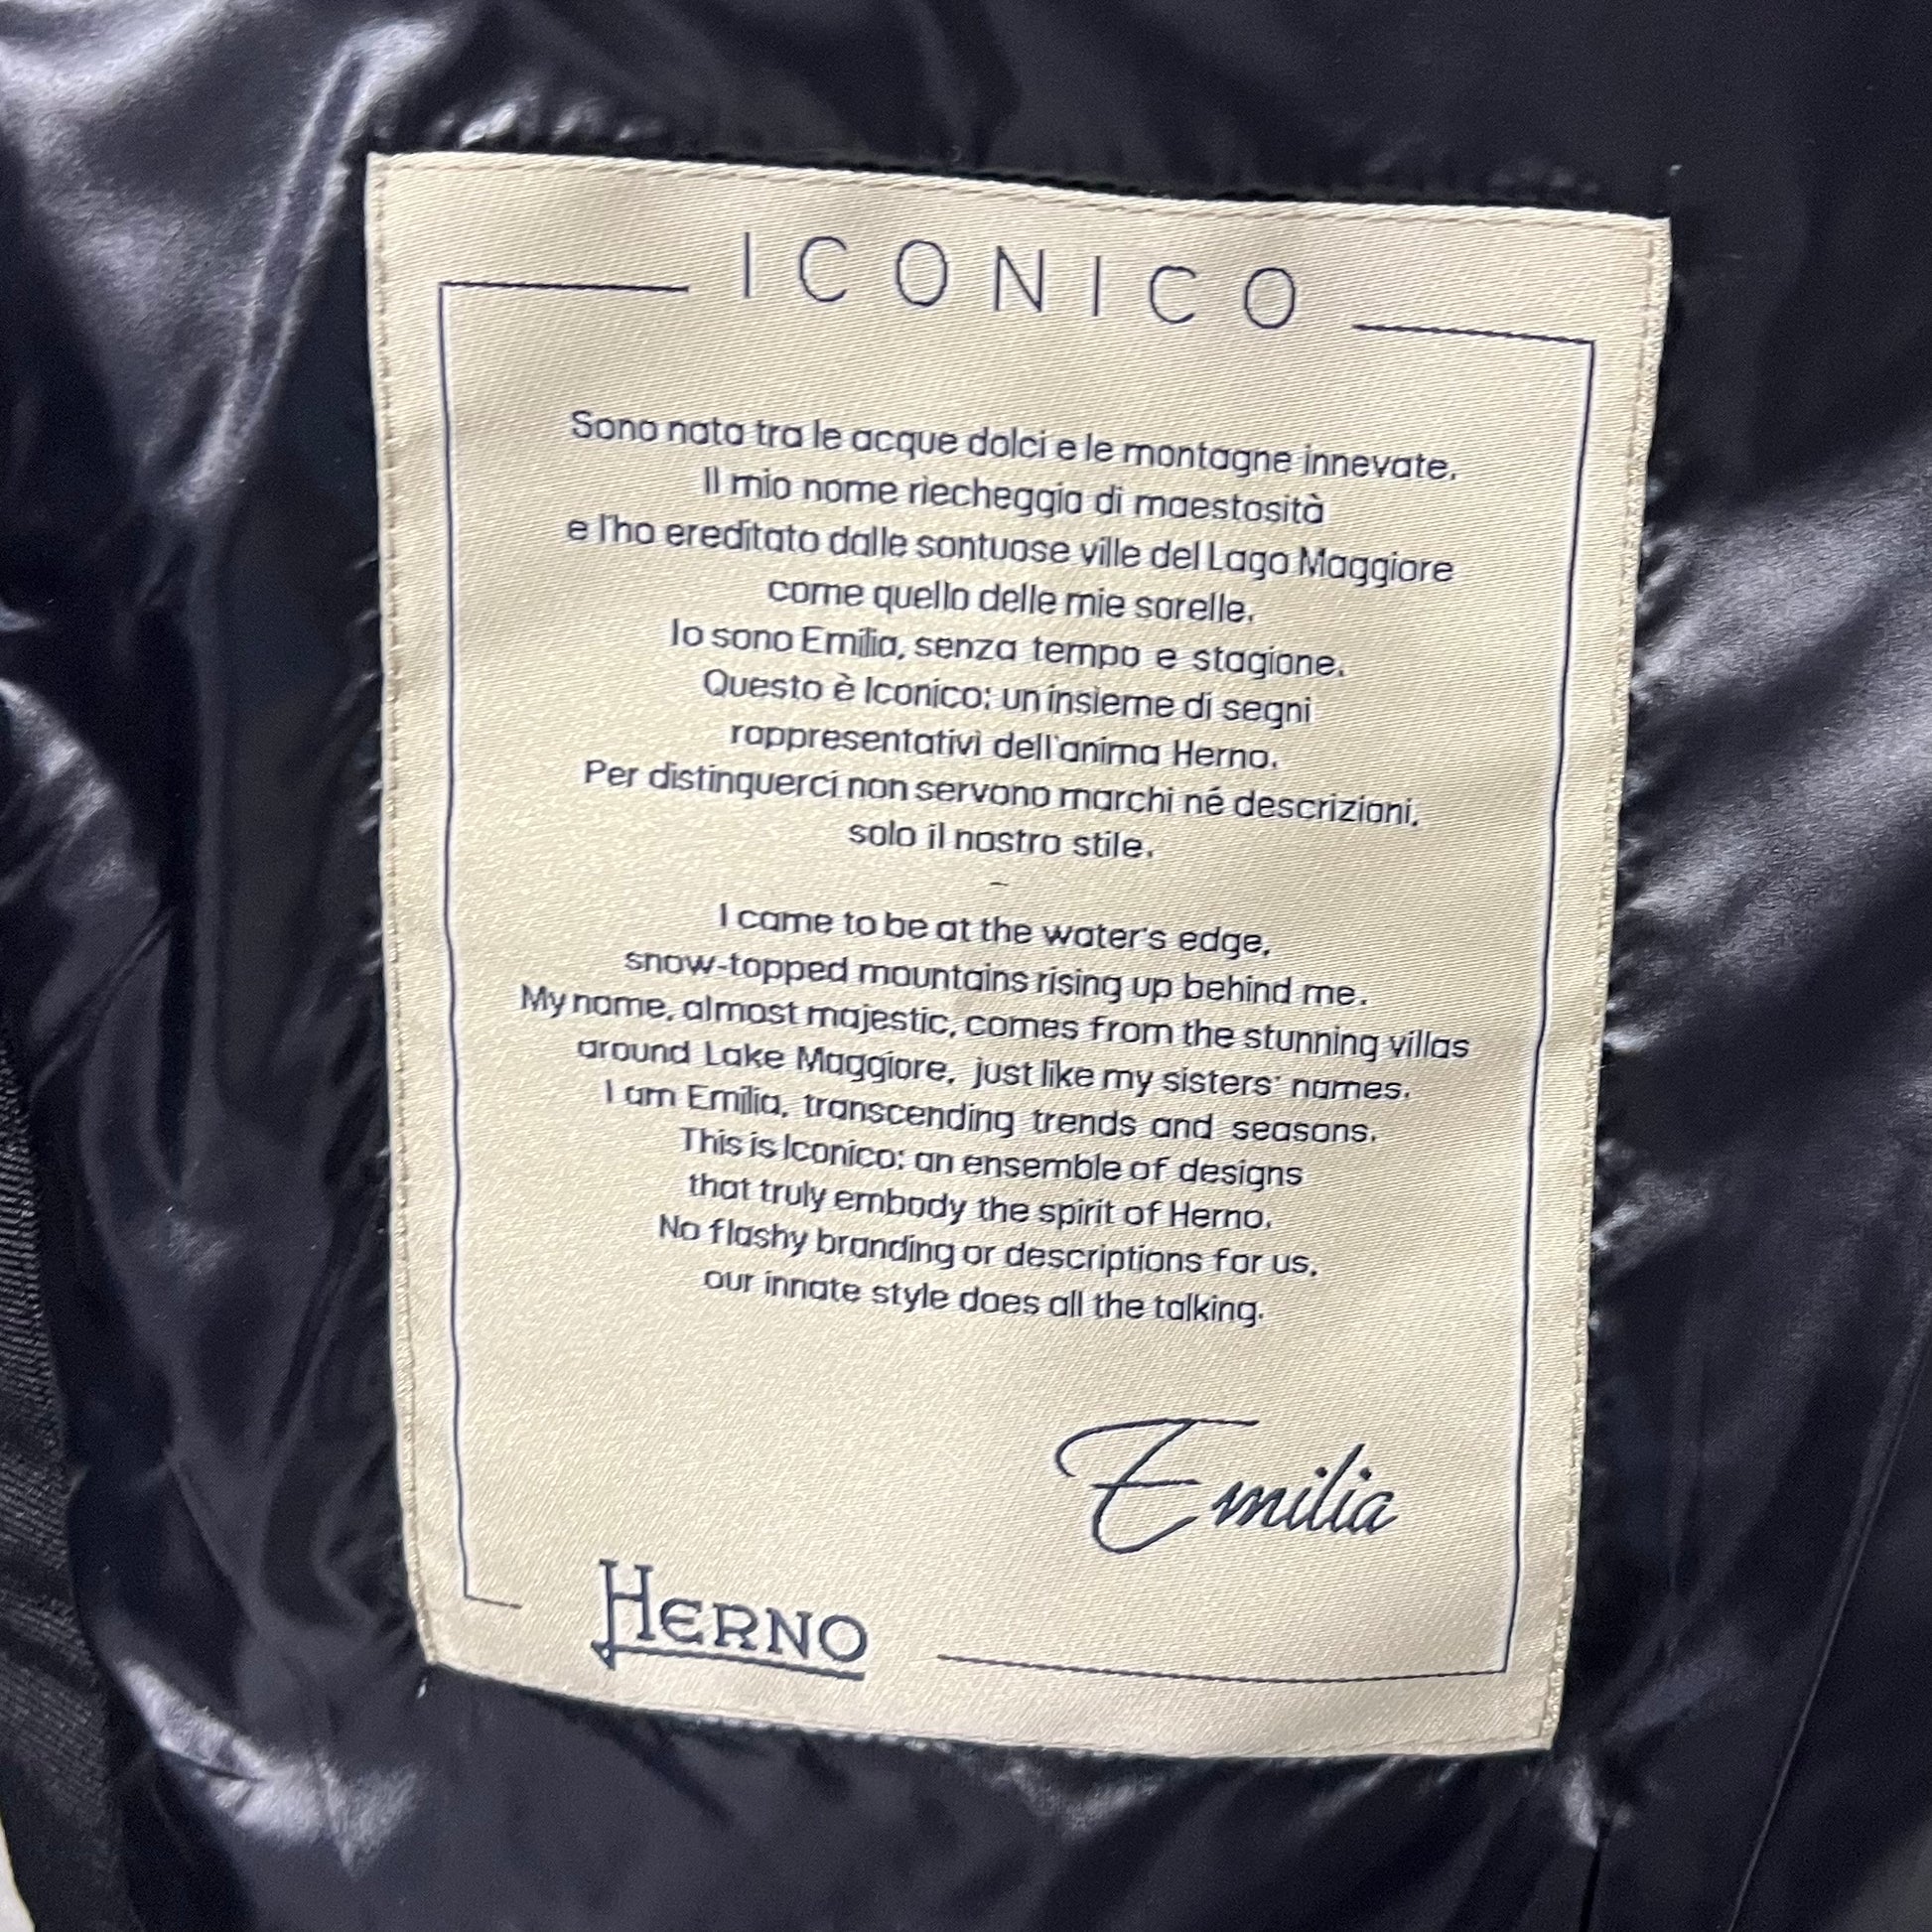 ICONICO
Sono nata tra le acque dolci e le montagne innevate.
Il mio nome riecheggia di maestosità
e l'ho ereditato dalle sontuose ville del Lago Maggiore
come quello delle mie sorelle.
Io sono Emilia, senza tempo e stagione.
Questo è Iconico: un insieme di segni
rappresentativi dell'anima Herno.
Per distinguerci non servono marchi né descrizioni,
solo il nostro stile.
-
I came to be at the water's edge,
snow-topped mountains rising up behind me.
My name, almost majestic, comes from the stunning villas
around Lake Maggiore, just like my sisters' names.
I am Emilia, transcending trends and seasons.
This is Iconico: an ensemble of designs
that truly embody the spirit of Herno.
No flashy branding or descriptions for us,
our innate style does all the talking.
Emilia
HERNO